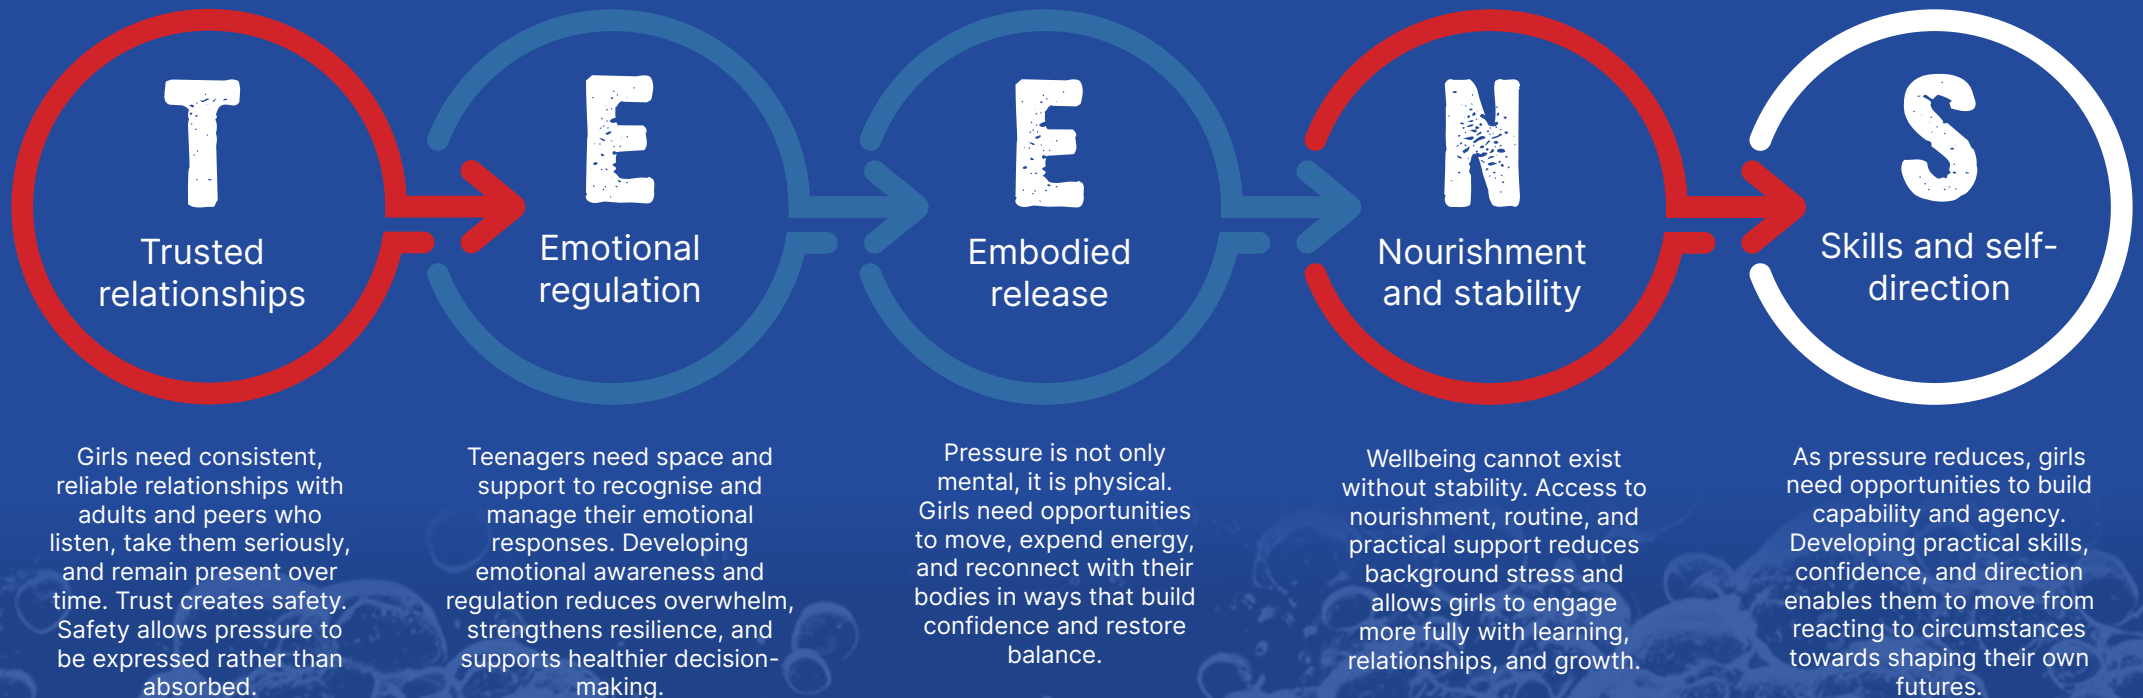 T
Trusted
relationships
Girls need consistent,
reliable relationships with
adults and peers who
listen, take them seriously,
and remain present over
time. Trust creates safety.
Safety allows pressure to
be expressed rather than
absorbed.
E
Emotional
regulation
Teenagers need space and
support to recognise and
manage their emotional
responses. Developing
emotional awareness and
regulation reduces overwhelm,
strengthens resilience, and
supports healthier decision-
making.
E
Embodied
release
Pressure is not only
mental, it is physical.
Girls need opportunities
to move, expend energy,
and reconnect with their
bodies in ways that build
confidence and restore
balance.
N
Nourishment
and stability
Wellbeing cannot exist
without stability. Access to
nourishment, routine, and
practical support reduces
background stress and
allows girls to engage
more fully with learning,
relationships, and growth.
S
Skills and self-
direction
As pressure reduces, girls
need opportunities to build
capability and agency.
Developing practical skills,
confidence, and direction
enables them to move from
reacting to circumstances
towards shaping their own
futures.